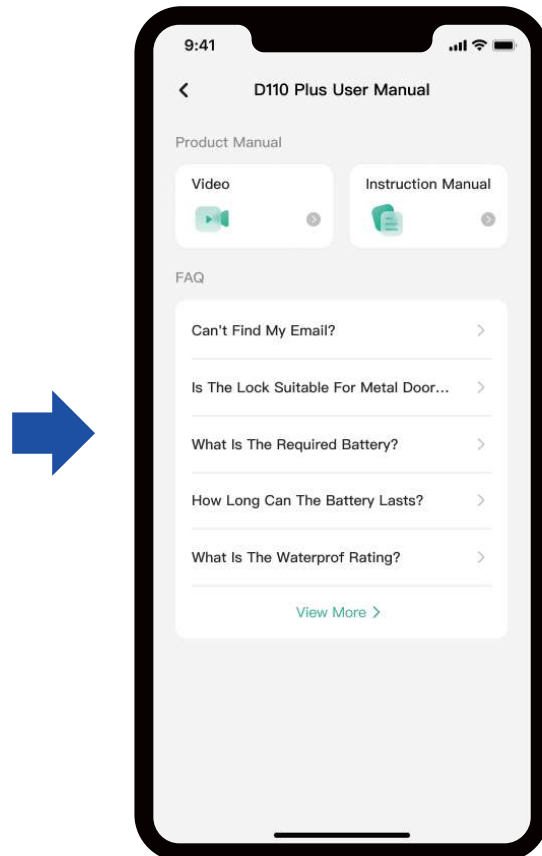 9:41
D110 Plus User Manual
Product Manual
Video
Instruction Manual
FAQ
Can't Find My Email?
Is The Lock Suitable For Metal Door...
What Is The Required Battery?
How Long Can The Battery Lasts?
What Is The Waterprof Rating?
View More